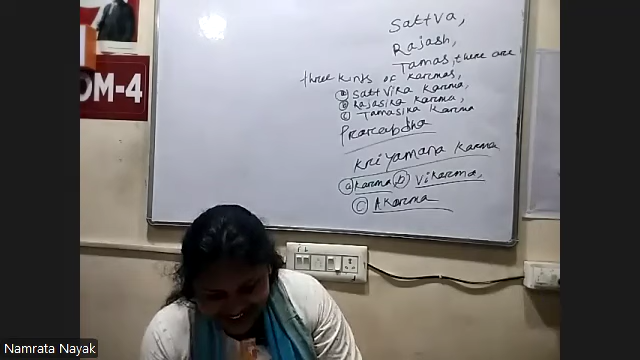 Sattva,
Rajash,
Tamas, there are
three kinds of karmas,
(a) Sattvika karma,
(b) Rajasika karma,
(c) Tamasika karma
Prarabdha
Kriyamana karma
(a) karma (b) Vikarma,
(c) Akarma
OM-4
Namrata Nayak